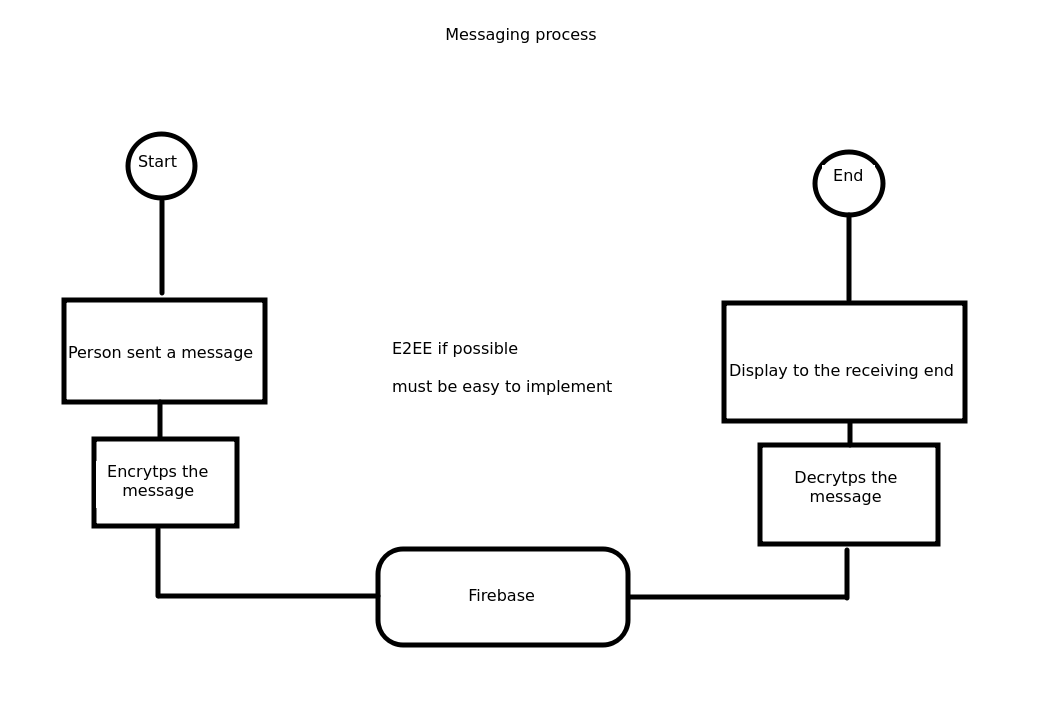 Messaging process
Start
End
Person sent a message
E2EE if possible
must be easy to implement
Display to the receiving end
Encrytps the
message
Decrytps the
message
Firebase